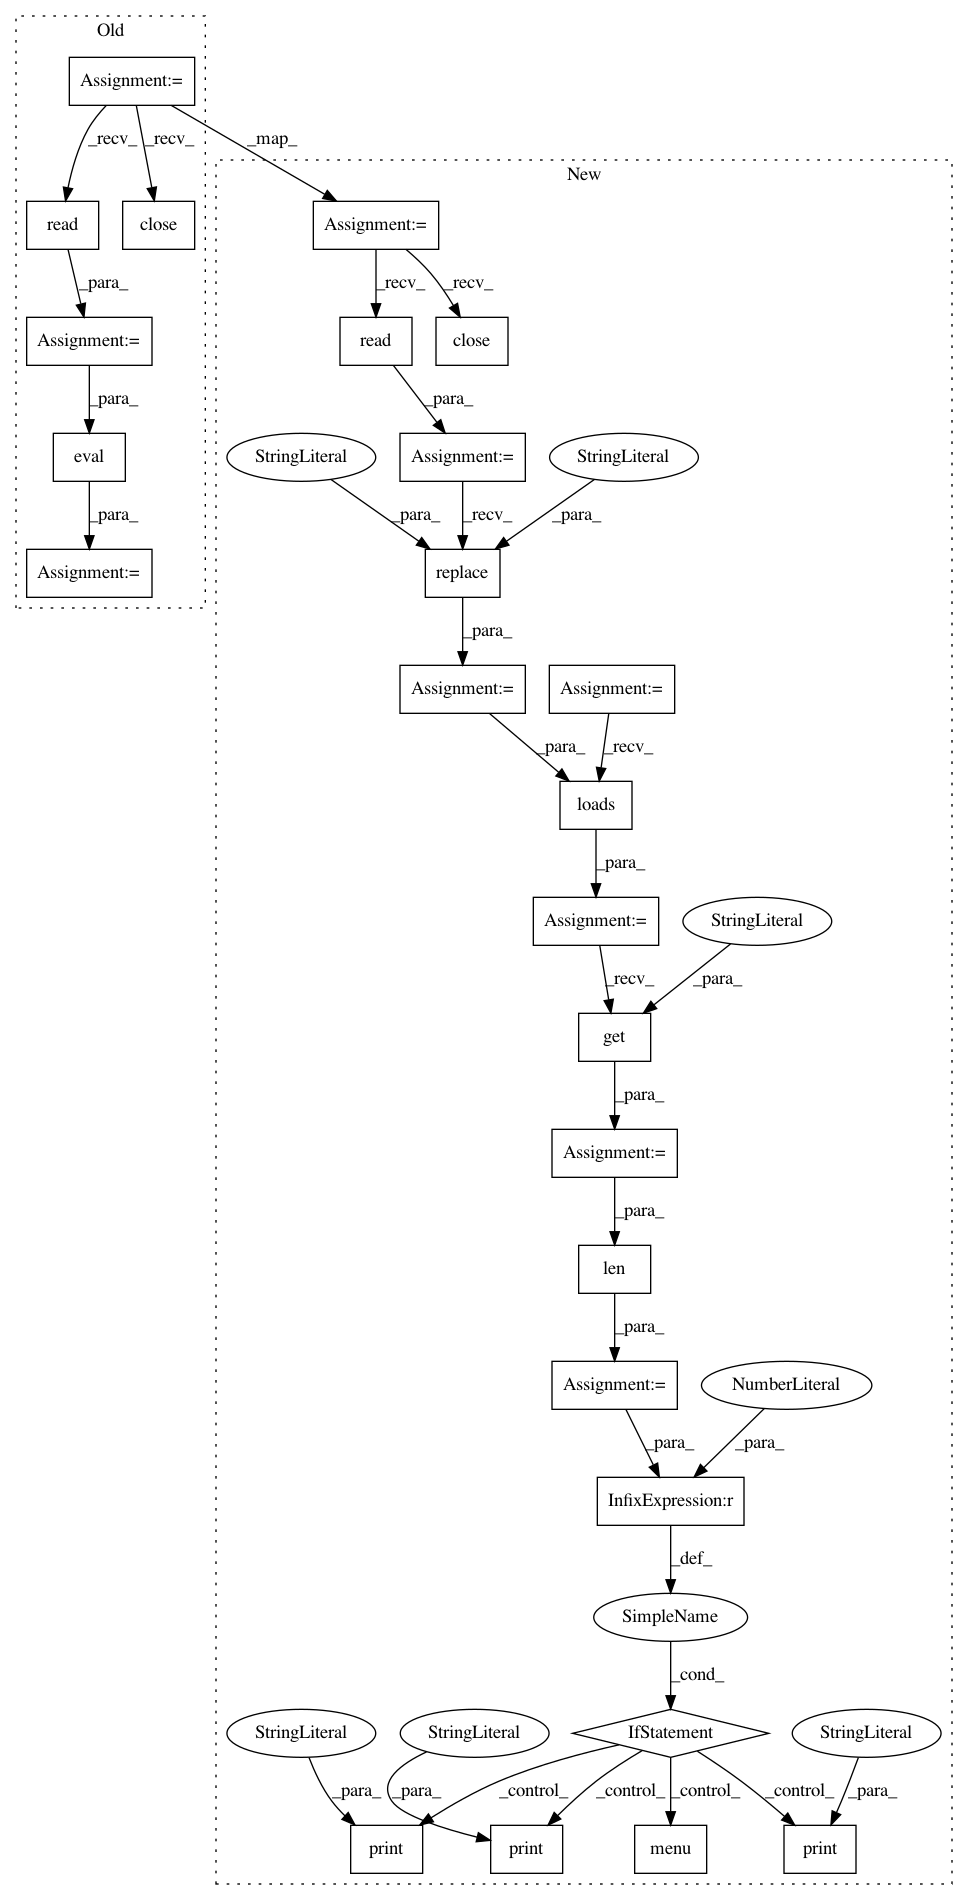 Old
Assignment:=
_recv_ _recv_ _map_
New
read close Assignment:=
_para_ _recv_ _recv_
Assignment:= read close
_para_ _para_
eval StringLiteral Assignment:= StringLiteral
_para_ _para_ _recv_ _para_
Assignment:= replace
_para_
Assignment:= Assignment:=
_para_ _recv_
loads
_para_
Assignment:= StringLiteral
_recv_ _para_
get
_para_
Assignment:=
_para_
len
_para_
Assignment:= NumberLiteral
_para_ _para_
InfixExpression:r
_def_
SimpleName
_cond_
StringLiteral StringLiteral IfStatement StringLiteral
_para_ _para_ _control_ _control_ _control_ _control_ _para_
print print menu print